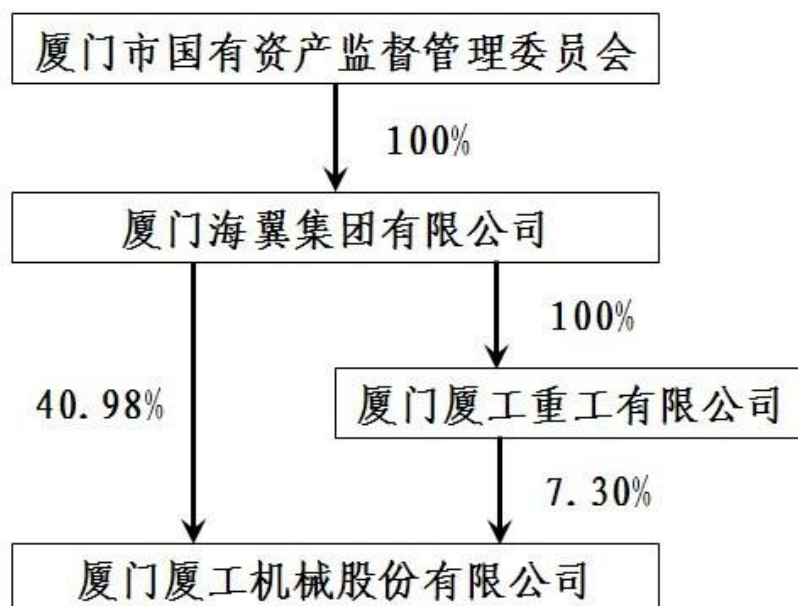 厦门市国有资产监督管理委员会
100%
厦门海翼集团有限公司
100%
40.98%
厦门厦工重工有限公司
7.30%
厦门厦工机械股份有限公司